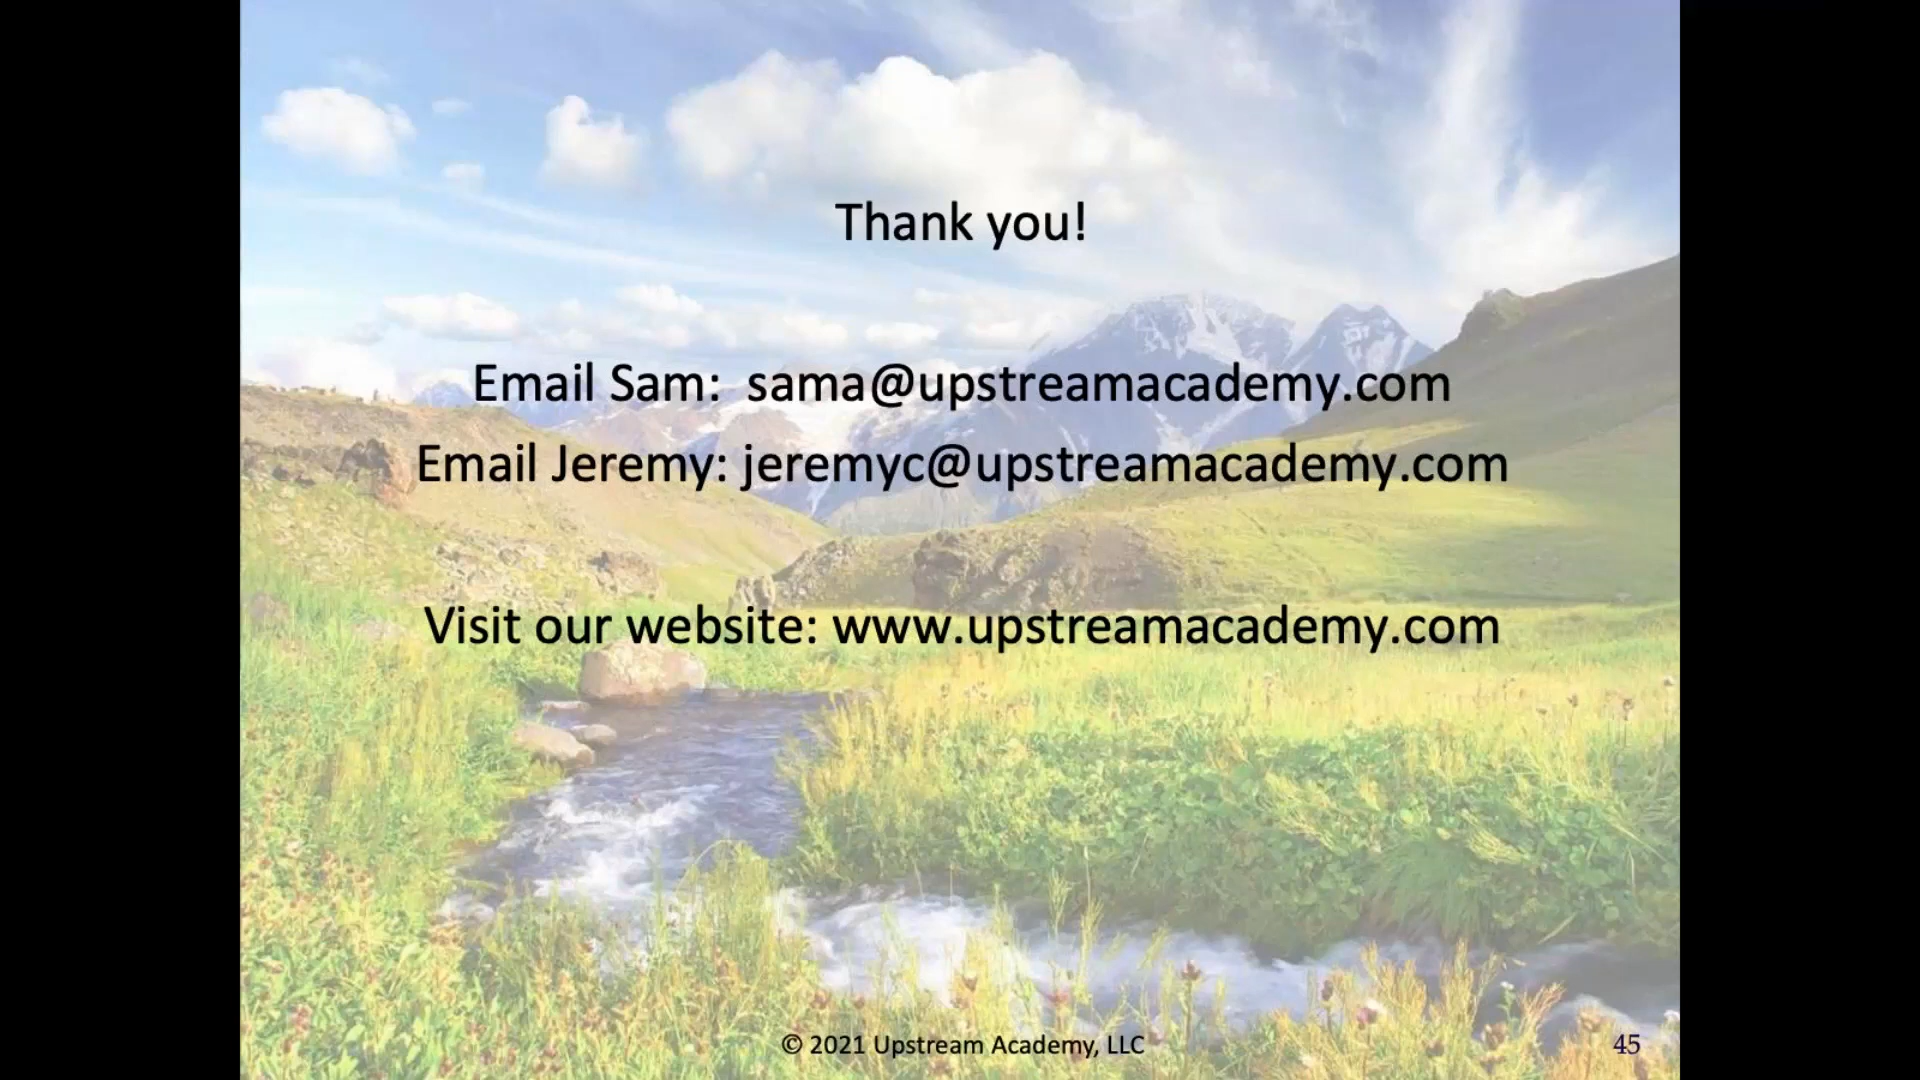 Thank you!
Email Sam: sama@upstreamacademy.com
Email Jeremy: jeremyc@upstreamacademy.com
Visit our website: www.upstreamacademy.com
© 2021 Upstream Academy, LLC
45